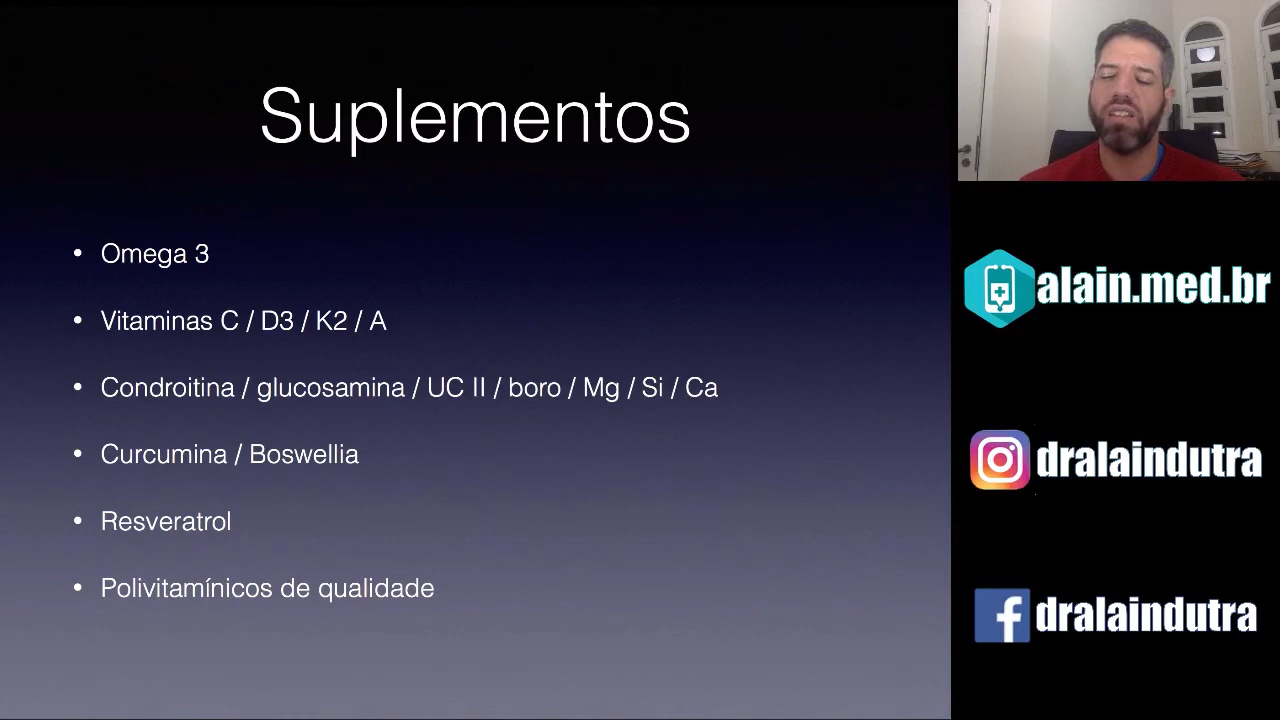 Suplementos
• Omega 3
• Vitaminas C / D3 / K2 / A
• Condroitina / glucosamina / UC II / boro / Mg / Si / Ca
• Curcumina / Boswellia
• Resveratrol
• Polivitamínicos de qualidade
alain.med.br
dralaindutra
f dralaindutra